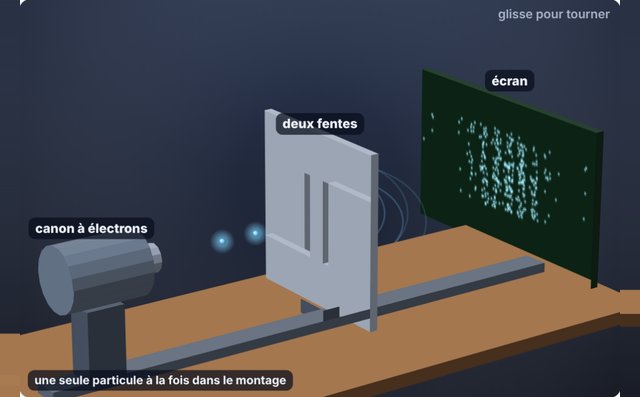 glisse pour tourner
écran
deux fentes
canon à électrons
une seule particule à la fois dans le montage